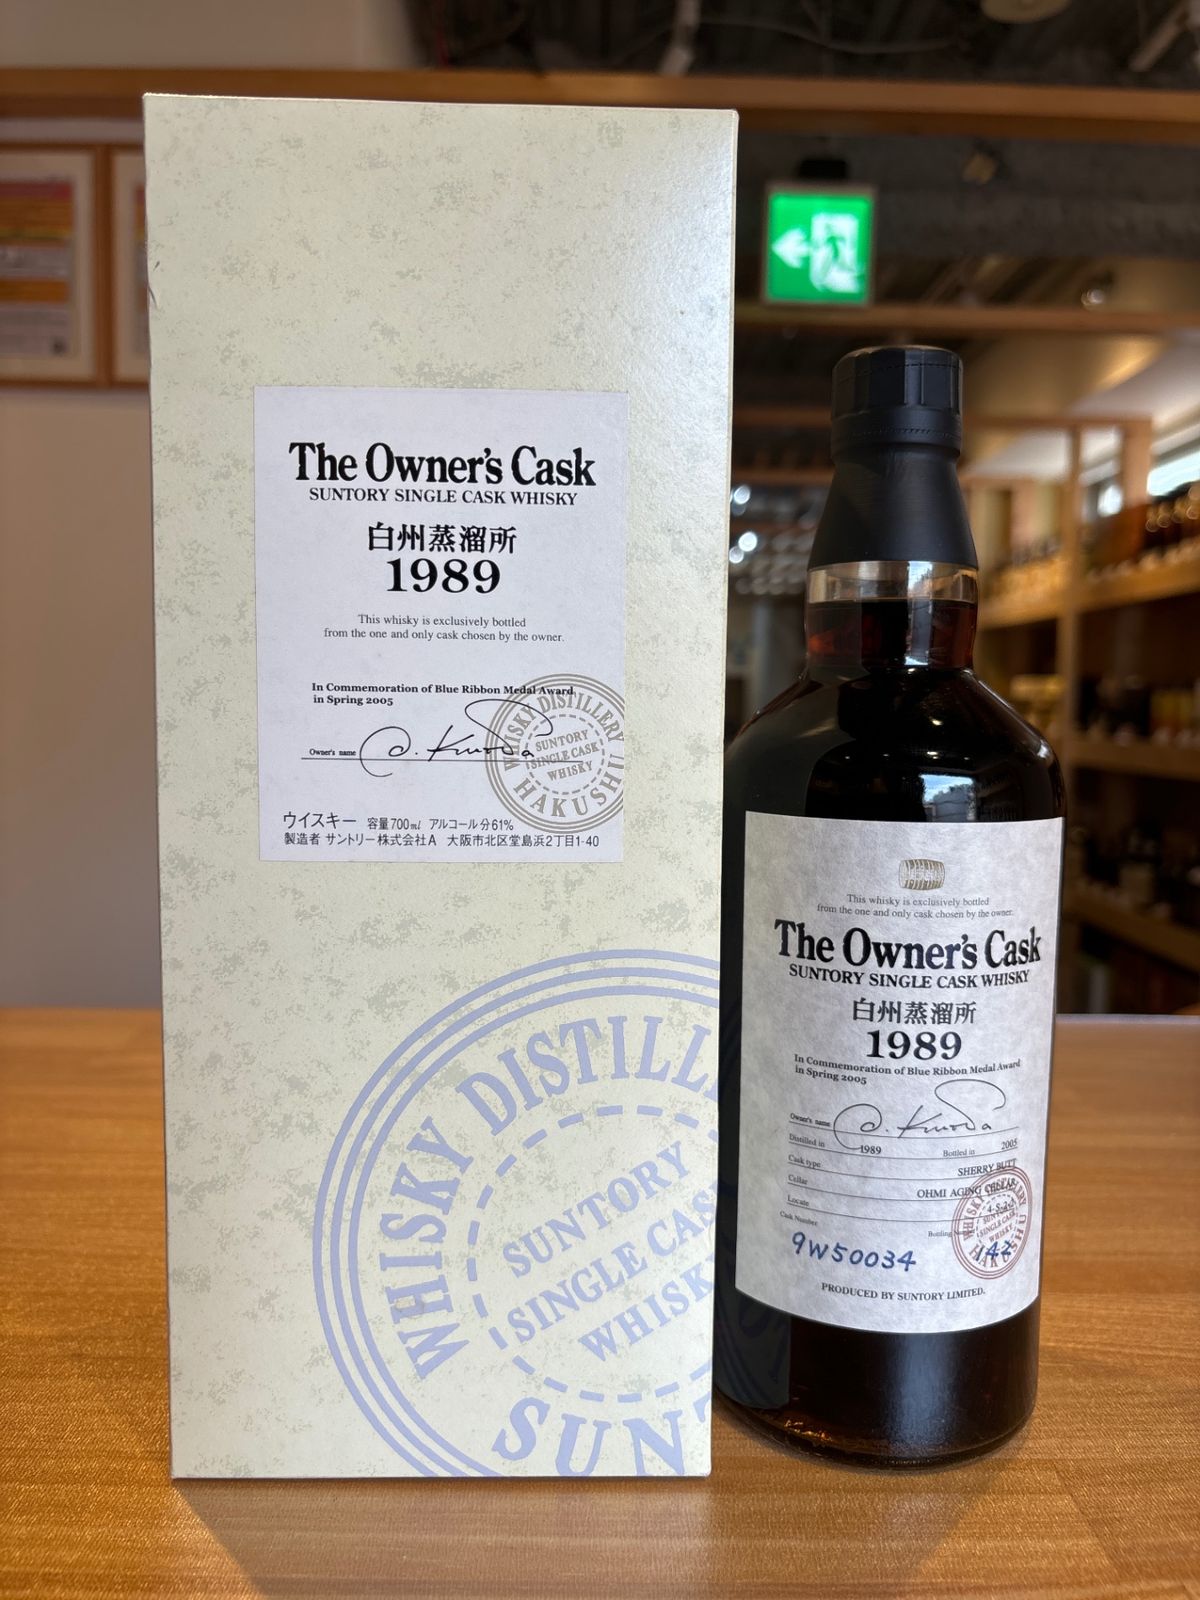 The Owner's Cask
SUNTORY SINGLE CASK WHISKY
白州蒸溜所
1989
This whisky is exclusively bottled
from the one and only cask chosen by the owner.
In Commemoration of Blue Ribbon Medal Award
in Spring 2005
Owner's name
WHISKY DISTILLERY
SUNTORY
SINGLE CASK
WHISKY
HAKUSHU
ウイスキー 容量700ml アルコール分61%
製造者 サントリー株式会社A 大阪市北区堂島浜2丁目1-40
WHISKY DISTILL
SUNTORY
SINGLE CAS
WHISK
SUNT
This whisky is exclusively bottled
from the one and only cask chosen by the owner.
The Owner's Cask
SUNTORY SINGLE CASK WHISKY
白州蒸溜所
1989
In Commemoration of Blue Ribbon Medal Award
in Spring 2005
Owner's name
Distilled in 1989 Bottled in 2005
Cask type SHERRY BUTT
Cellar OHMI AGING CELLAR
Locate
Cask Number Bottling Number
9W50034 142
PRODUCED BY SUNTORY LIMITED.